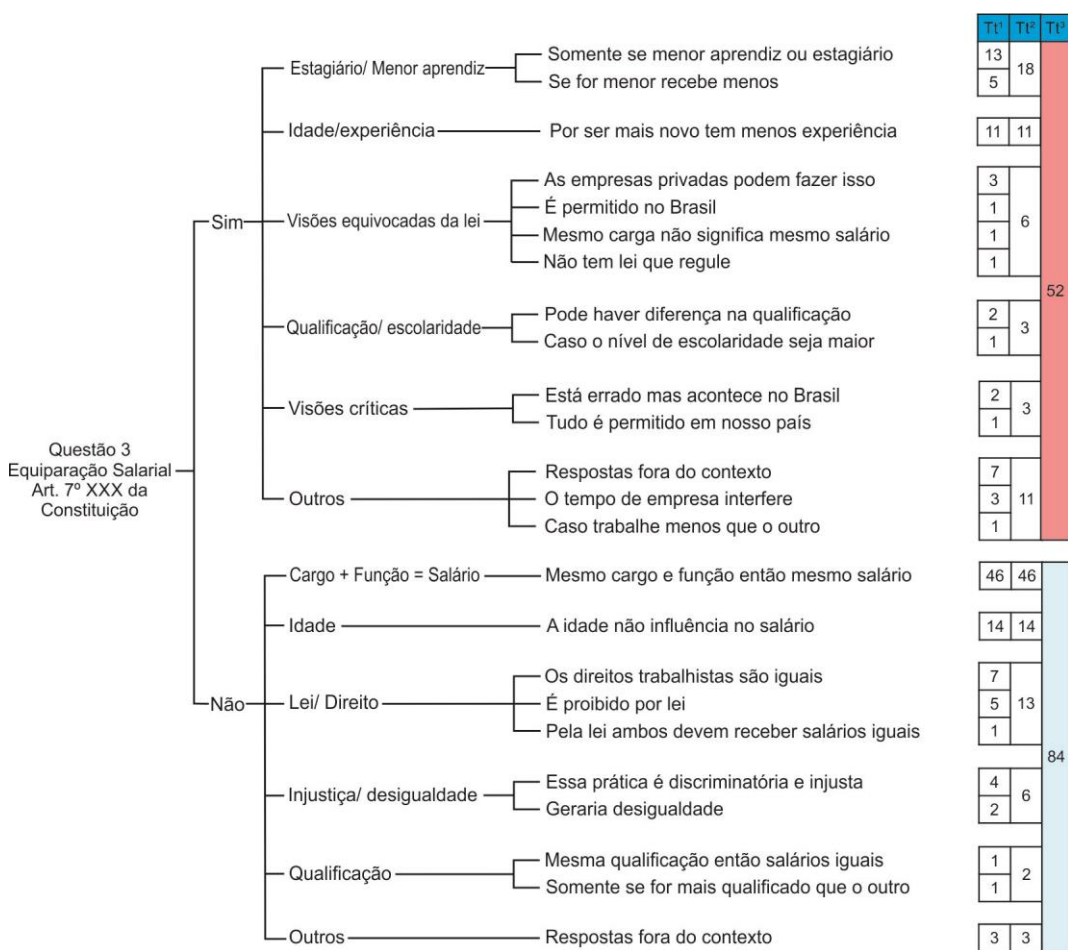 Tt¹ Tt² Tt³
Estagiário/ Menor aprendiz
Somente se menor aprendiz ou estagiário
13
Se for menor recebe menos
5
18
Idade/experiência
Por ser mais novo tem menos experiência
11 11
Sim
Visões equivocadas da lei
As empresas privadas podem fazer isso
3
É permitido no Brasil
1
Mesmo carga não significa mesmo salário
1
Não tem lei que regule
1
6
52
Qualificação/ escolaridade
Pode haver diferença na qualificação
2
Caso o nível de escolaridade seja maior
1
3
Visões críticas
Está errado mas acontece no Brasil
2
Tudo é permitido em nosso país
1
3
Questão 3
Equiparação Salarial
Art. 7º XXX da
Constituição
Outros
Respostas fora do contexto
7
O tempo de empresa interfere
3
Caso trabalhe menos que o outro
1
11
Cargo + Função = Salário
Mesmo cargo e função então mesmo salário
46 46
Idade
A idade não influência no salário
14 14
Não
Lei/ Direito
Os direitos trabalhistas são iguais
7
É proibido por lei
5
Pela lei ambos devem receber salários iguais
1
13
84
Injustiça/ desigualdade
Essa prática é discriminatória e injusta
4
Geraria desigualdade
2
6
Qualificação
Mesma qualificação então salários iguais
1
Somente se for mais qualificado que o outro
1
2
Outros
Respostas fora do contexto
3 3